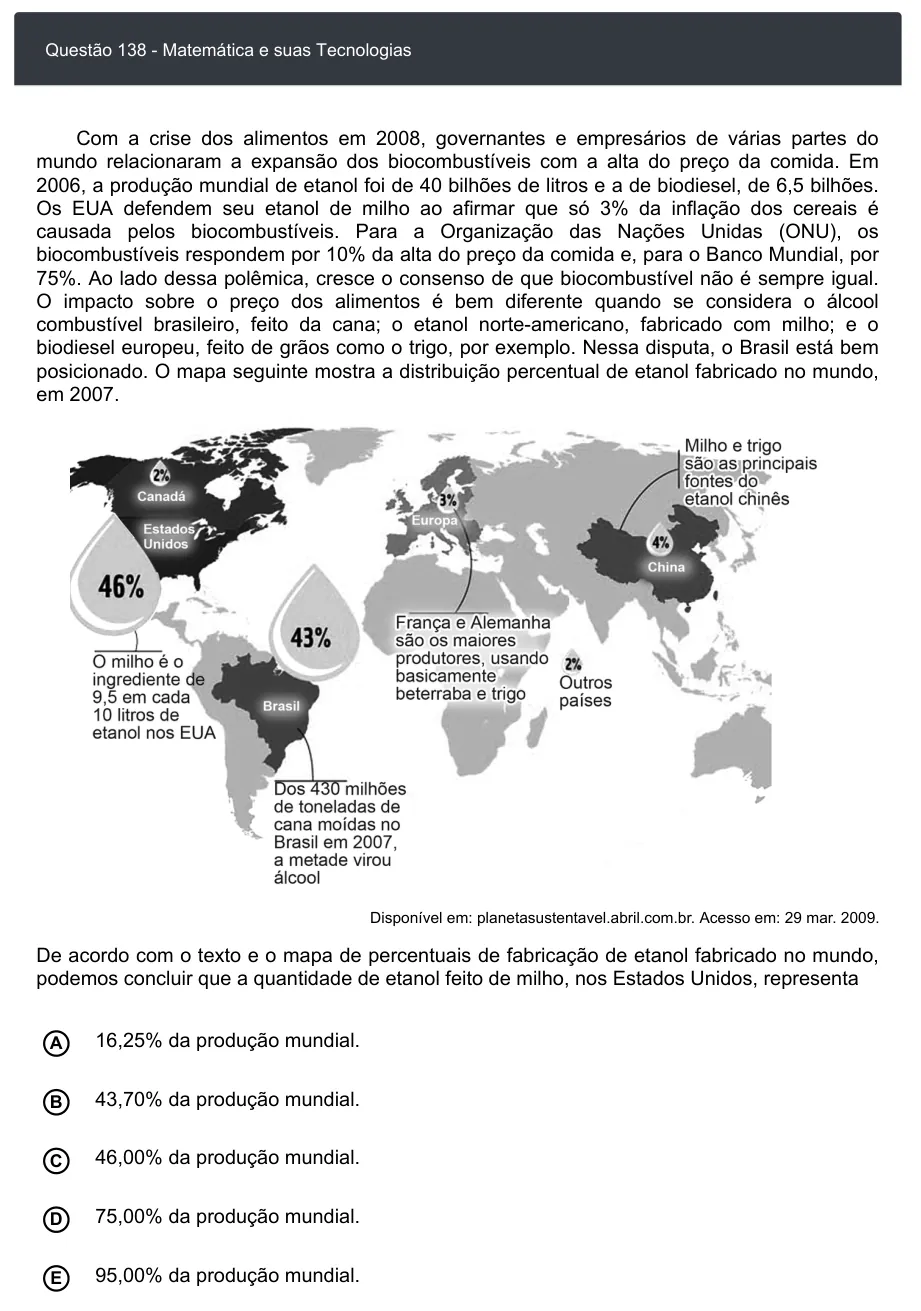 Questão 138 - Matemática e suas Tecnologias
Com a crise dos alimentos em 2008, governantes e empresários de várias partes do
mundo relacionaram a expansão dos biocombustíveis com a alta do preço da comida. Em
2006, a produção mundial de etanol foi de 40 bilhões de litros e a de biodiesel, de 6,5 bilhões.
Os EUA defendem seu etanol de milho ao afirmar que só 3% da inflação dos cereais é
causada pelos biocombustíveis. Para a Organização das Nações Unidas (ONU), os
biocombustíveis respondem por 10% da alta do preço da comida e, para o Banco Mundial, por
75%. Ao lado dessa polêmica, cresce o consenso de que biocombustível não é sempre igual.
O impacto sobre o preço dos alimentos é bem diferente quando se considera o álcool
combustível brasileiro, feito da cana; o etanol norte-americano, fabricado com milho; e o
biodiesel europeu, feito de grãos como o trigo, por exemplo. Nessa disputa, o Brasil está bem
posicionado. O mapa seguinte mostra a distribuição percentual de etanol fabricado no mundo,
em 2007.
2%
Canadá
Estados
Unidos
46%
O milho é o
ingrediente de
9,5 em cada
10 litros de
etanol nos EUA
43%
Brasil
Dos 430 milhões
de toneladas de
cana moídas no
Brasil em 2007,
a metade virou
álcool
3%
Europa
França e Alemanha
são os maiores
produtores, usando
basicamente
beterraba e trigo
Milho e trigo
são as principais
fontes do
etanol chinês
4%
China
2%
Outros
países
Disponível em: planetasustentavel.abril.com.br. Acesso em: 29 mar. 2009.
De acordo com o texto e o mapa de percentuais de fabricação de etanol fabricado no mundo,
podemos concluir que a quantidade de etanol feito de milho, nos Estados Unidos, representa
A 16,25% da produção mundial.
B 43,70% da produção mundial.
C 46,00% da produção mundial.
D 75,00% da produção mundial.
E 95,00% da produção mundial.